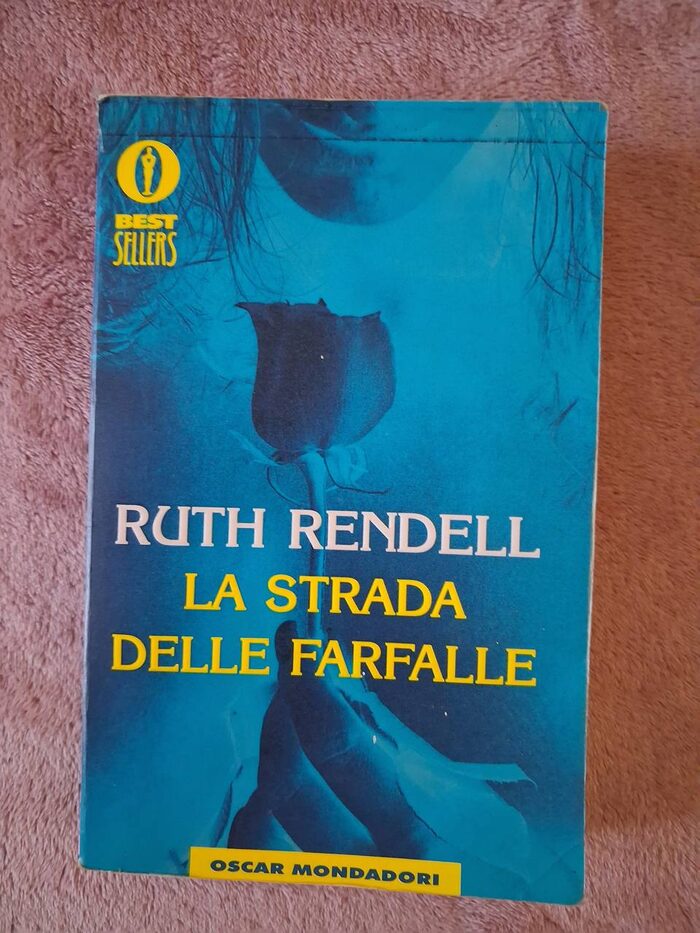 BEST
SELLERS
RUTH RENDELL
LA STRADA
DELLE FARFALLE
OSCAR MONDADORI